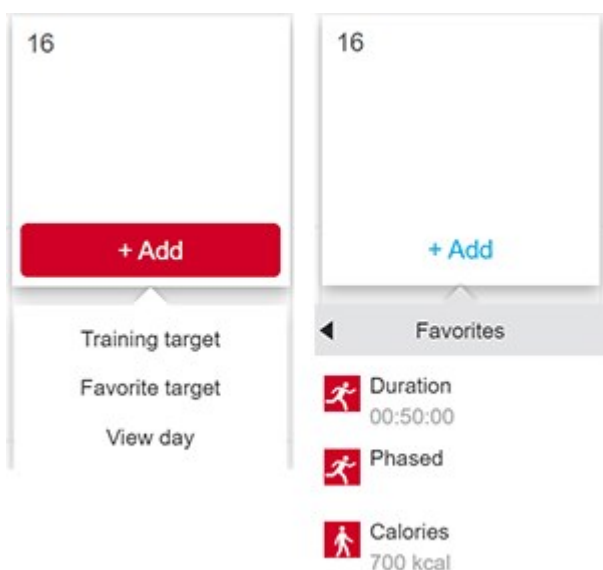 16
+ Add
Training target
Favorite target
View day
16
+ Add
Favorites
Duration
00:50:00
Phased
Calories
700 kcal